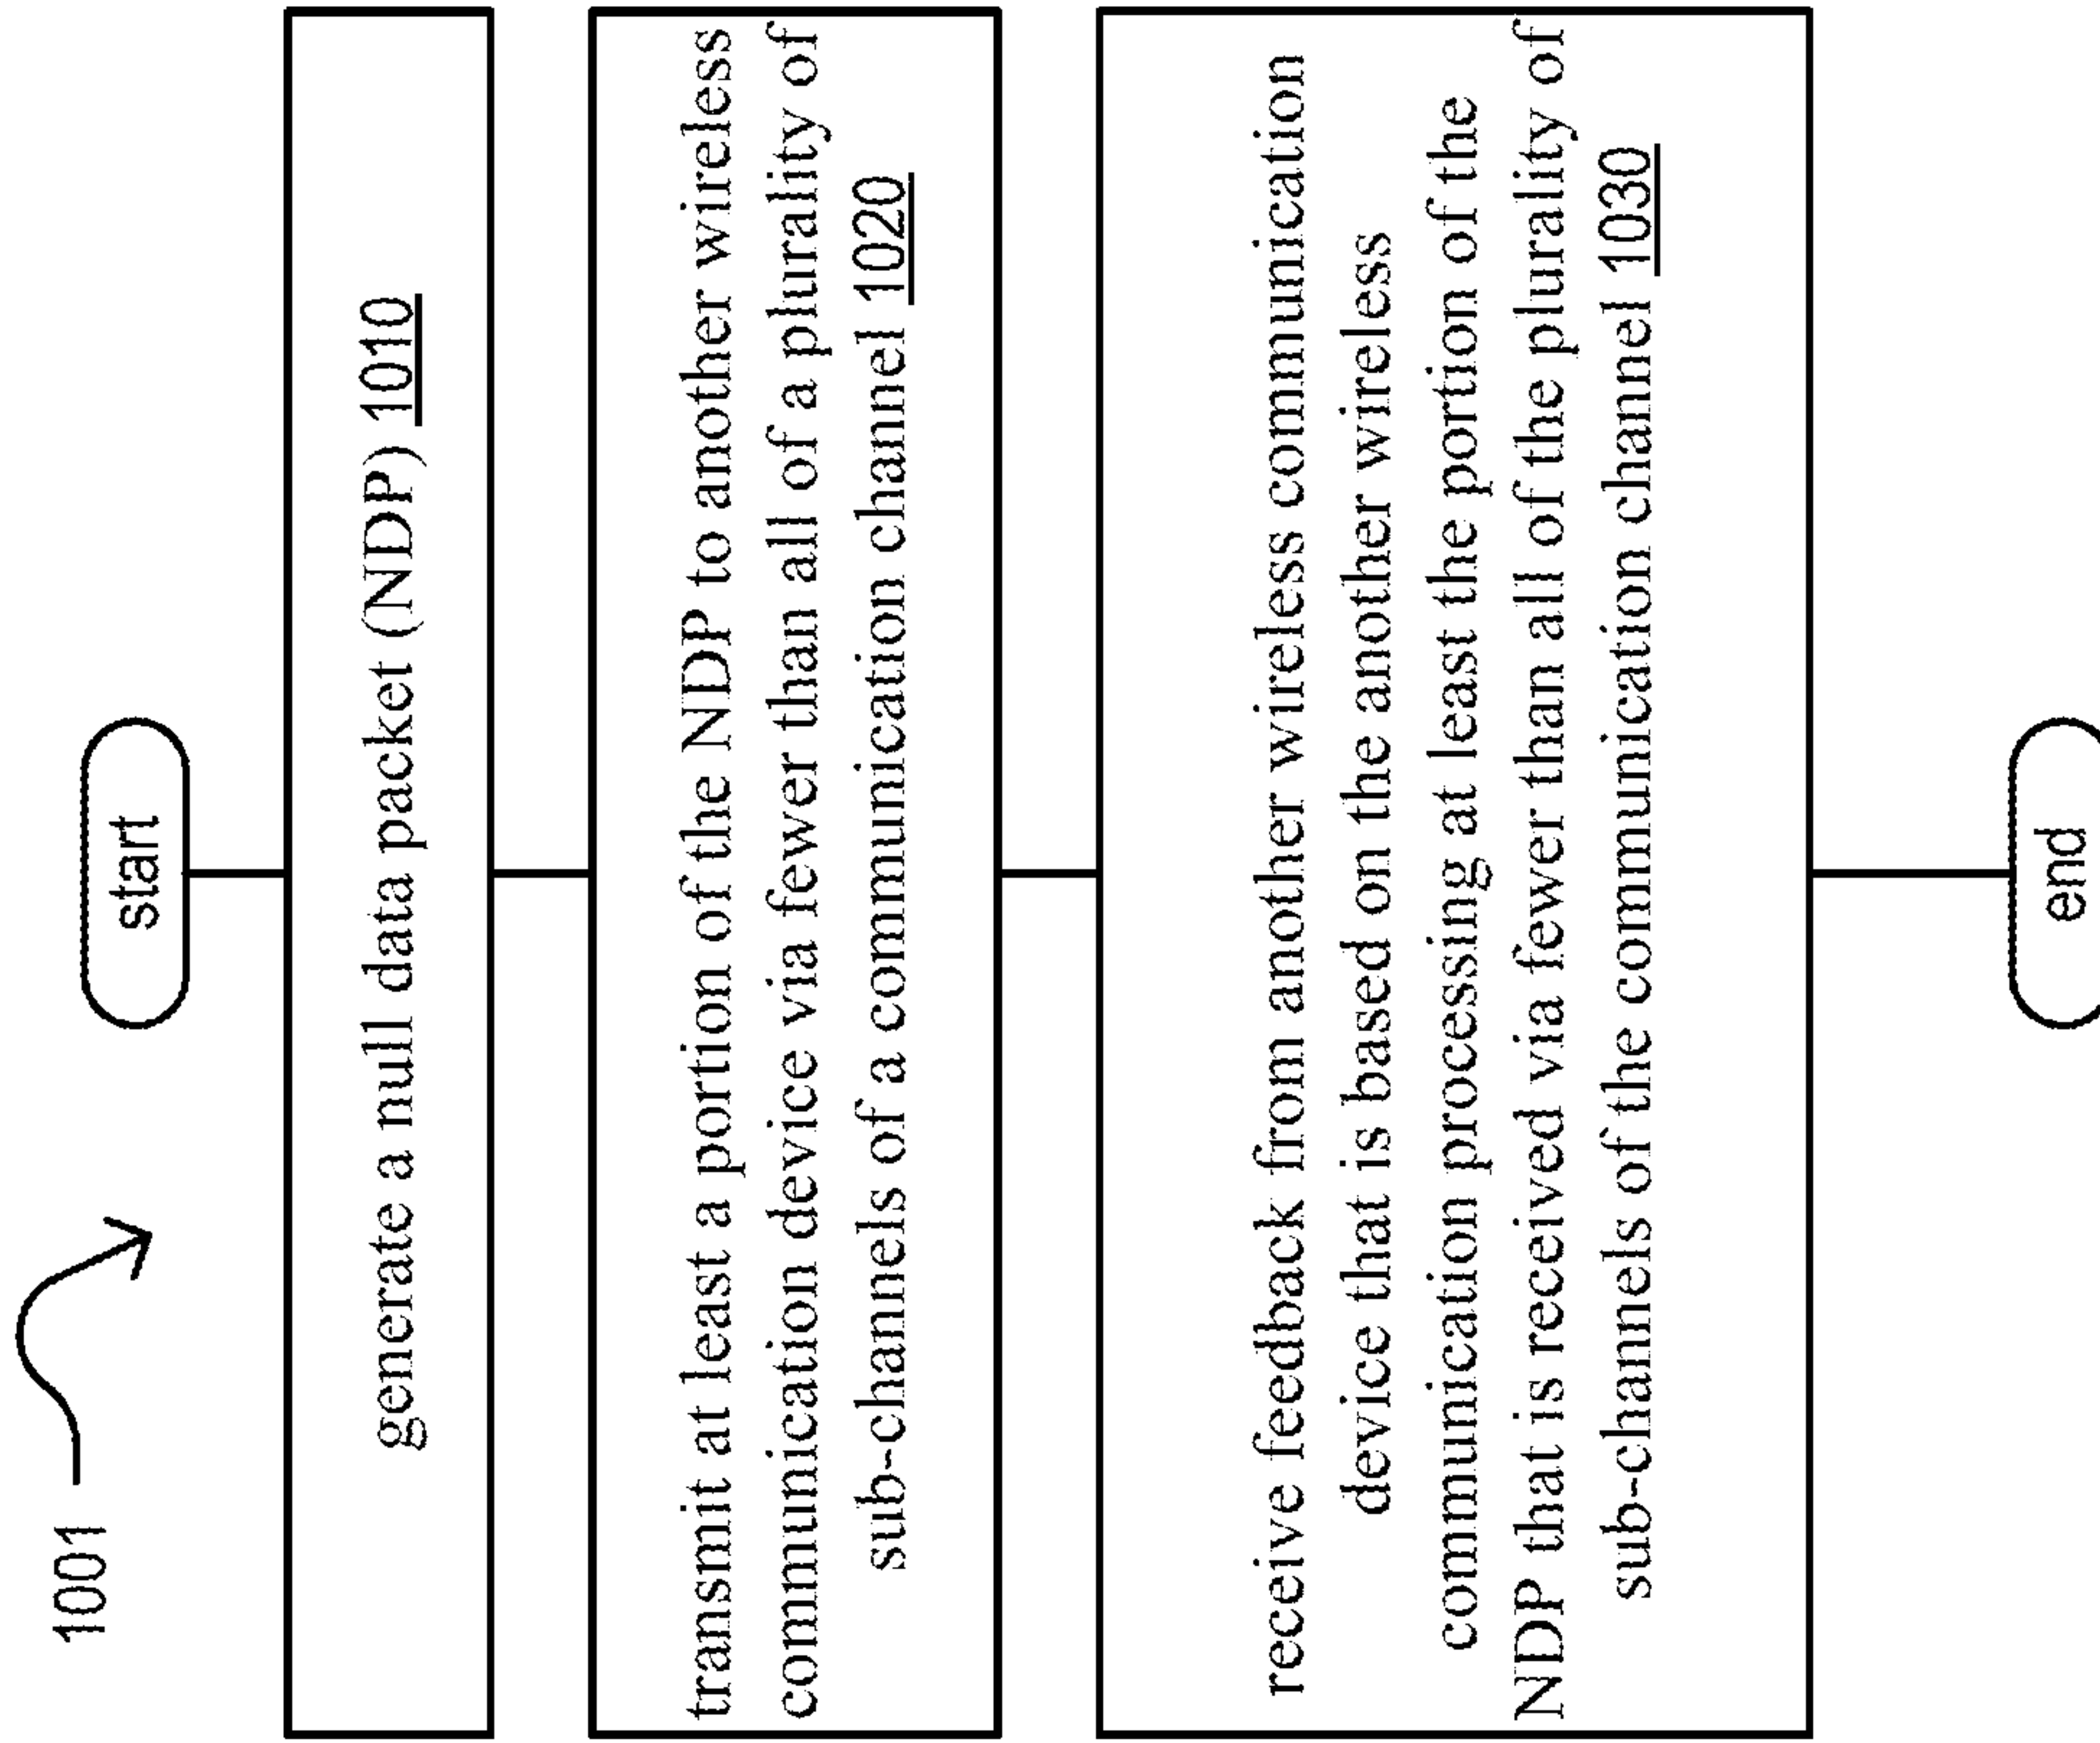 1001
start
generate a null data packet (NDP) 1010
transmit at least a portion of the NDP to another wireless
communication device via fewer than all of a plurality of
sub-channels of a communication channel 1020
receive feedback from another wireless communication
device that is based on the another wireless
communication processing at least the portion of the
NDP that is received via fewer than all of the plurality of
sub-channels of the communication channel 1030
end